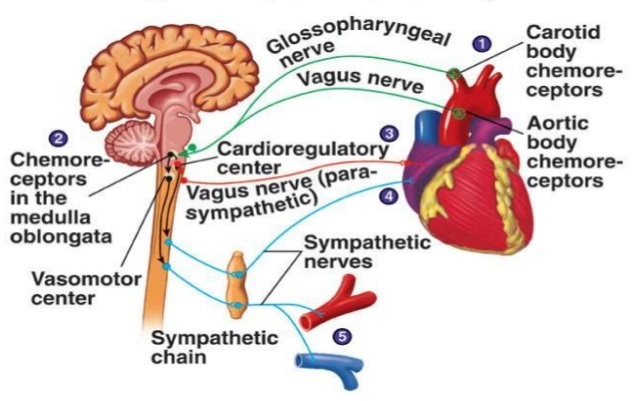 Glossopharyngeal
nerve
Vagus nerve
1
Carotid
body
chemore-
ceptors
Aortic
body
chemore-
ceptors
2
Chemore-
ceptors
in the
medulla
oblongata
Cardioregulatory
center
Vagus nerve (para-
sympathetic)
3
4
Vasomotor
center
Sympathetic
nerves
Sympathetic
chain
5